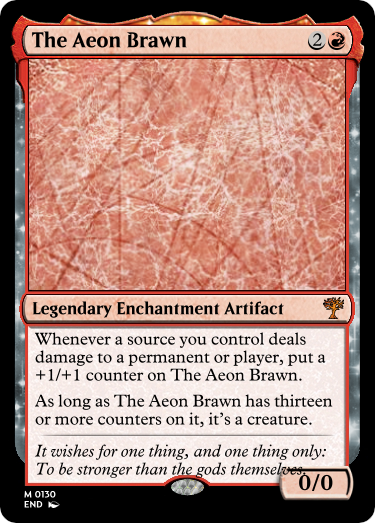 The Aeon Brawn 2
Legendary Enchantment Artifact
Whenever a source you control deals
damage to a permanent or player, put a
+1/+1 counter on The Aeon Brawn.
As long as The Aeon Brawn has thirteen
or more counters on it, it's a creature.
It wishes for one thing, and one thing only:
To be stronger than the gods themselves.
0/0
M 0130
END